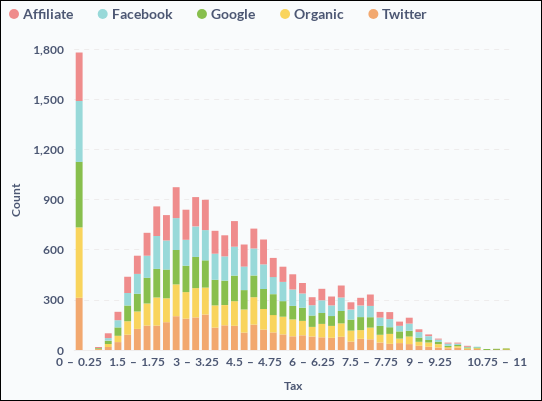 Affiliate Facebook Google Organic Twitter
1,800
1,500
1,200
900
600
300
0
Count
0 – 0.25 1.5 – 1.75 3 – 3.25 4.5 – 4.75 6 – 6.25 7.5 – 7.75 9 – 9.25 10.75 – 11
Tax